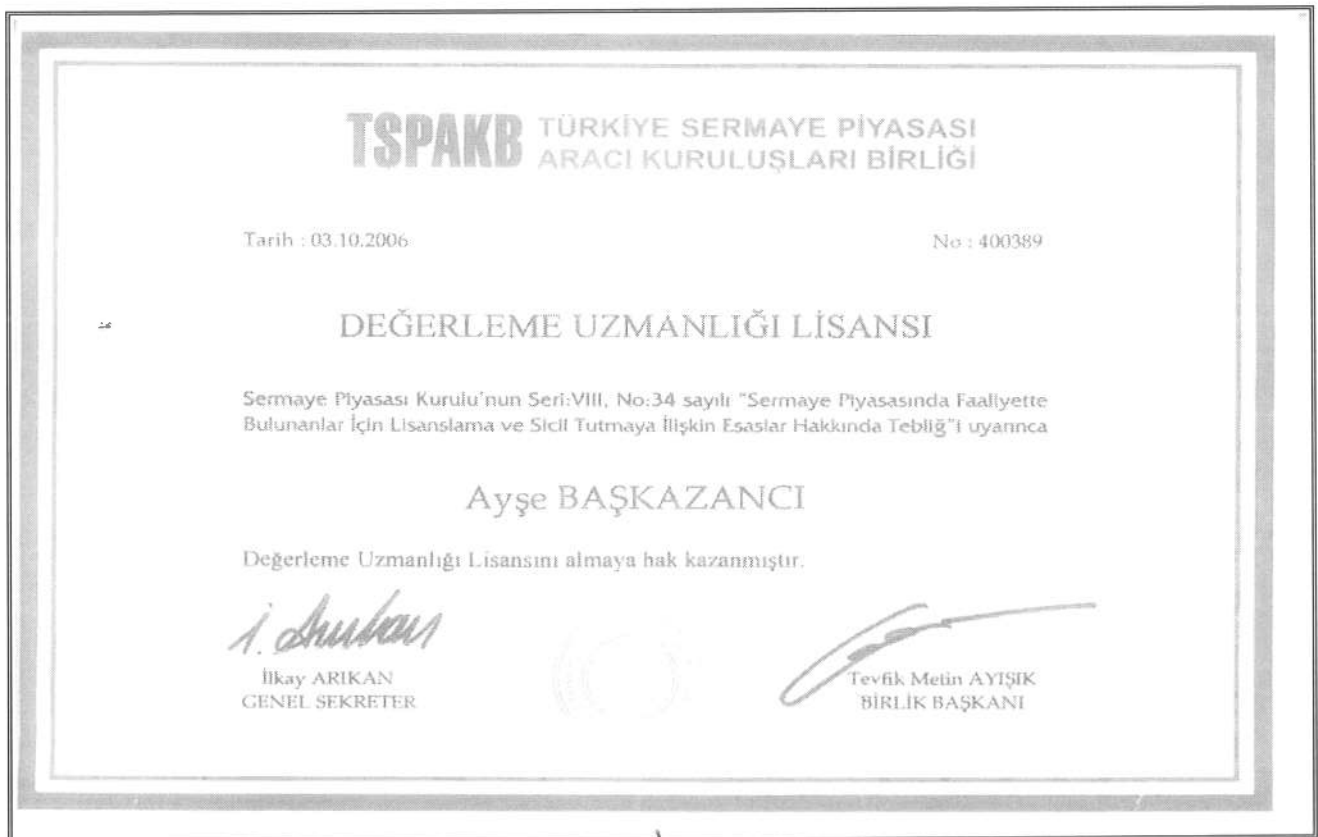 TSPAKB TÜRKİYE SERMAYE PİYASASI
ARACI KURULUŞLARI BİRLİĞİ
Tarih : 03.10.2006 No : 400389
DEĞERLEME UZMANLIĞI LİSANSI
Sermaye Piyasası Kurulu'nun Seri:VIII, No:34 sayılı "Sermaye Piyasasında Faaliyette
Bulunanlar İçin Lisanslama ve Sicil Tutmaya İlişkin Esaslar Hakkında Tebliğ"i uyarınca
Ayşe BAŞKAZANCI
Değerleme Uzmanlığı Lisansını almaya hak kazanmıştır.
İlkay ARIKAN
GENEL SEKRETER
Tevfik Metin AYIŞIK
BİRLİK BAŞKANI